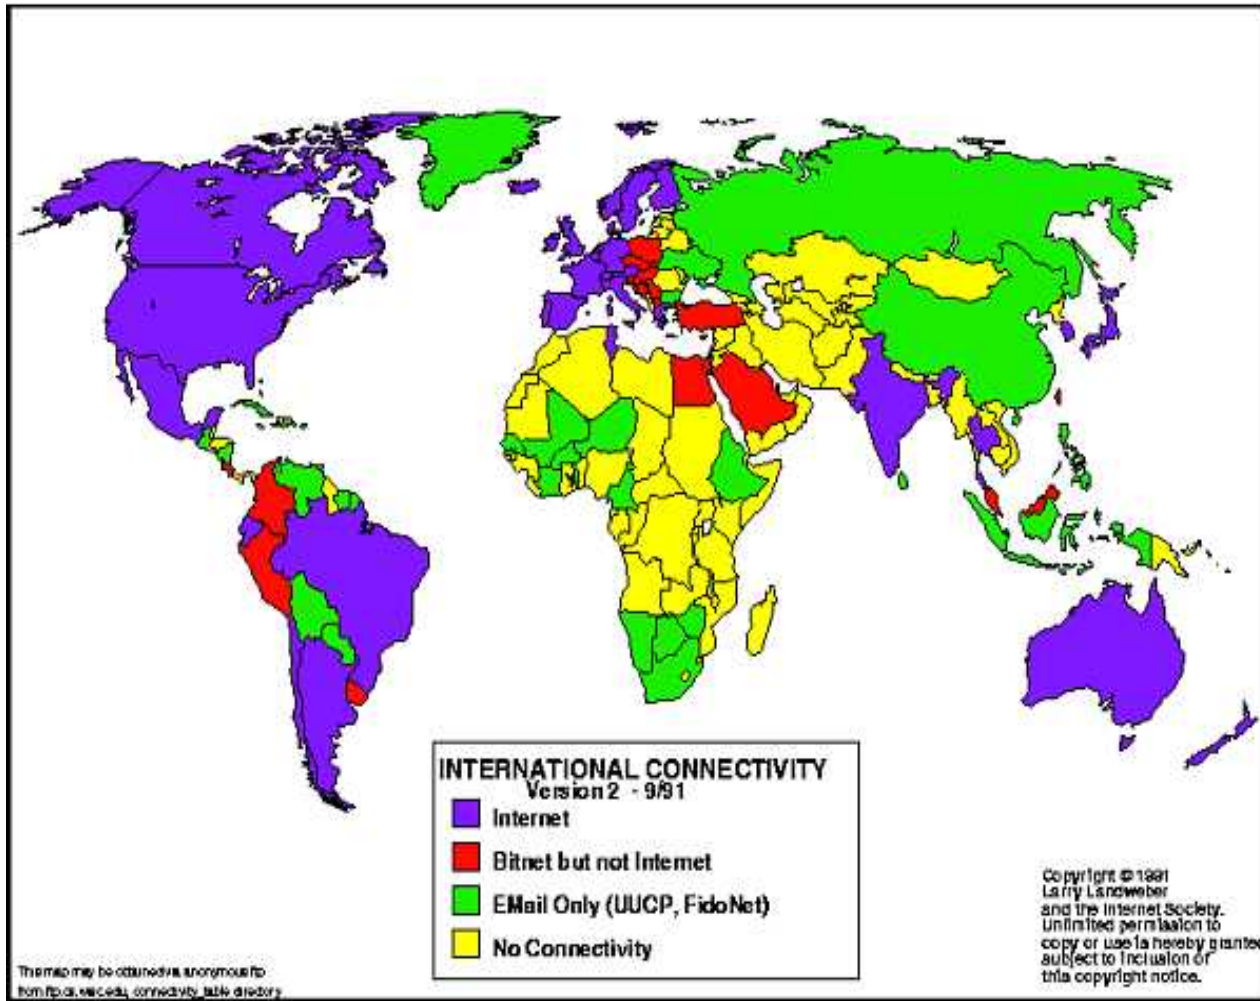 INTERNATIONAL CONNECTIVITY
Version 2 - 9/91
Internet
Bitnet but not Internet
EMail Only (UUCP, FidoNet)
No Connectivity
Copyright © 1991
Larry Landweber
and the Internet Society.
Unlimited permission to
copy or use is hereby granted
subject to inclusion of
this copyright notice.
This map may be obtained via anonymous ftp
from ftp.cs.wisc.edu, connectivity_table directory